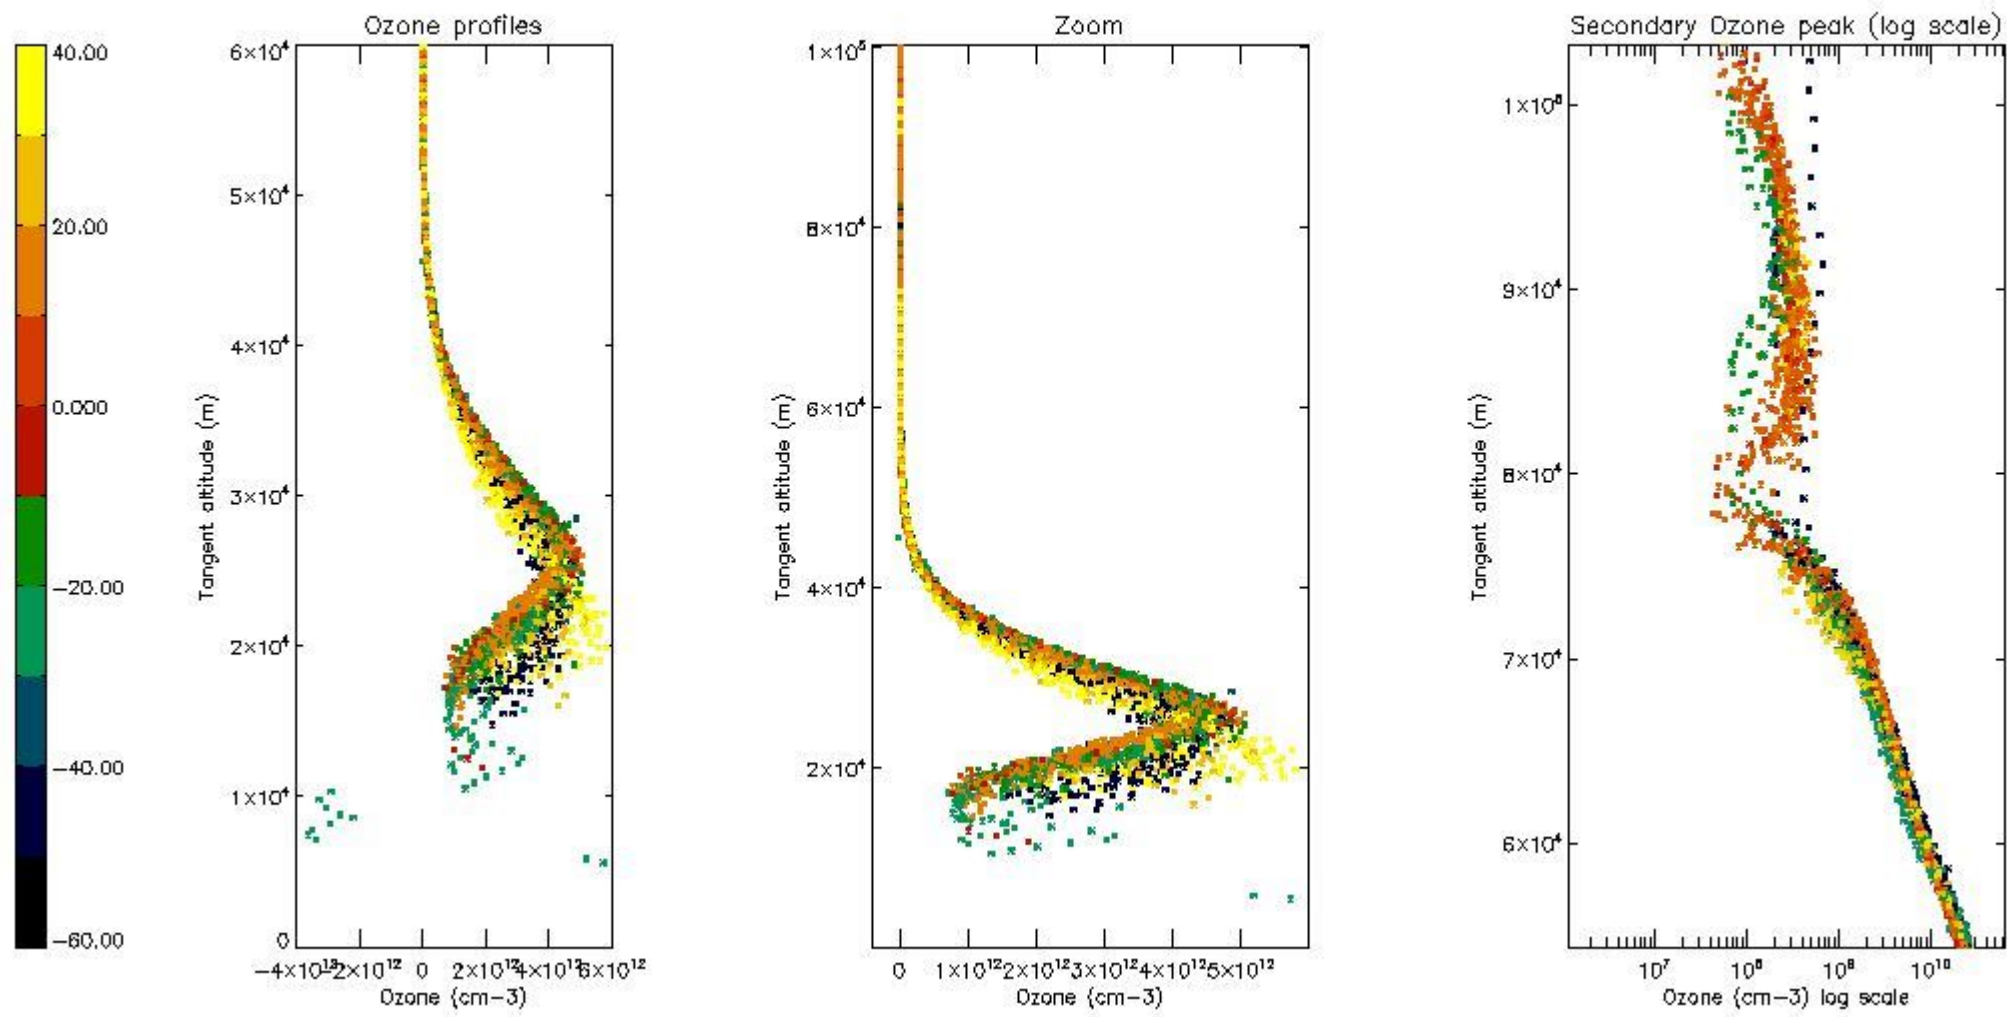 Ozone profiles
Zoom
Secondary Ozone peak (log scale)
40.00
20.00
0.000
−20.00
−40.00
−60.00
6×10⁴
5×10⁴
4×10⁴
3×10⁴
2×10⁴
1×10⁴
0
Tangent altitude (m)
−2×10¹² 0 2×10¹² 4×10¹² 6×10¹²
Ozone (cm−3)
1×10⁵
8×10⁴
6×10⁴
4×10⁴
2×10⁴
Tangent altitude (m)
0 1×10¹² 2×10¹² 3×10¹² 4×10¹² 5×10¹²
Ozone (cm−3)
9×10⁴
8×10⁴
7×10⁴
6×10⁴
Tangent altitude (m)
10⁷ 10¹⁰
Ozone (cm−3) log scale